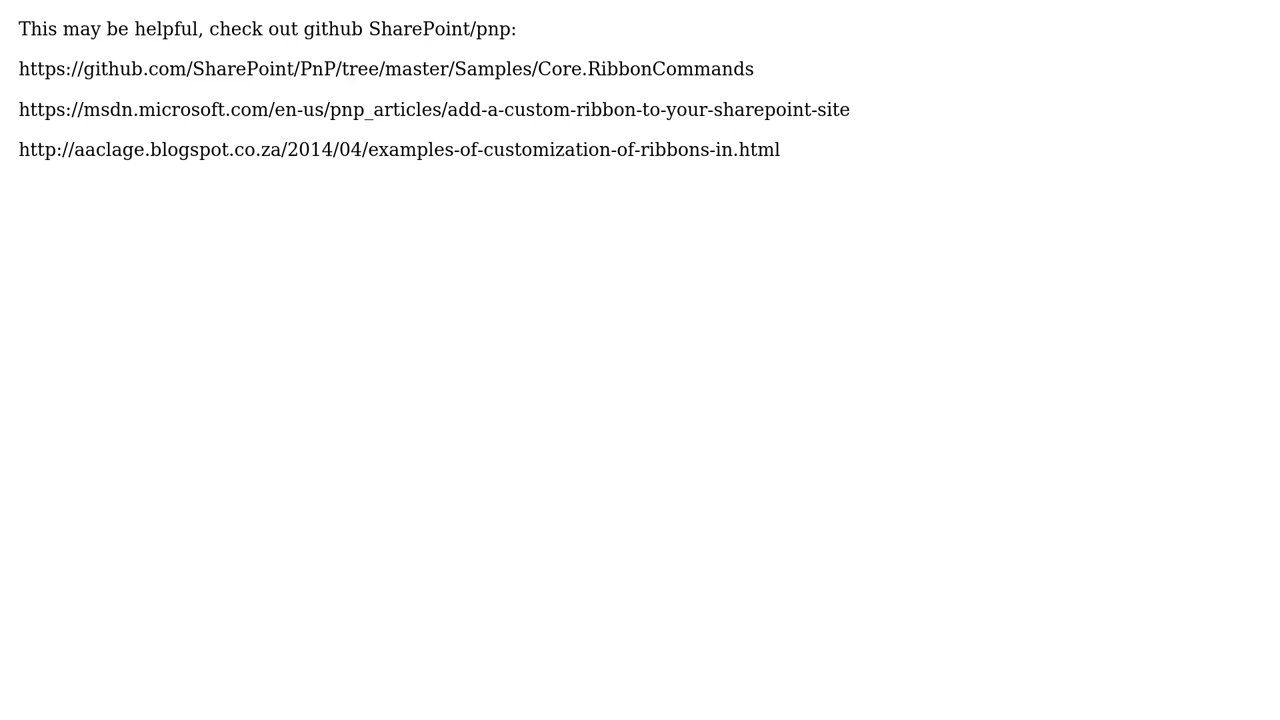 This may be helpful, check out github SharePoint/pnp:
https://github.com/SharePoint/PnP/tree/master/Samples/Core.RibbonCommands
https://msdn.microsoft.com/en-us/pnp_articles/add-a-custom-ribbon-to-your-sharepoint-site
http://aaclage.blogspot.co.za/2014/04/examples-of-customization-of-ribbons-in.html